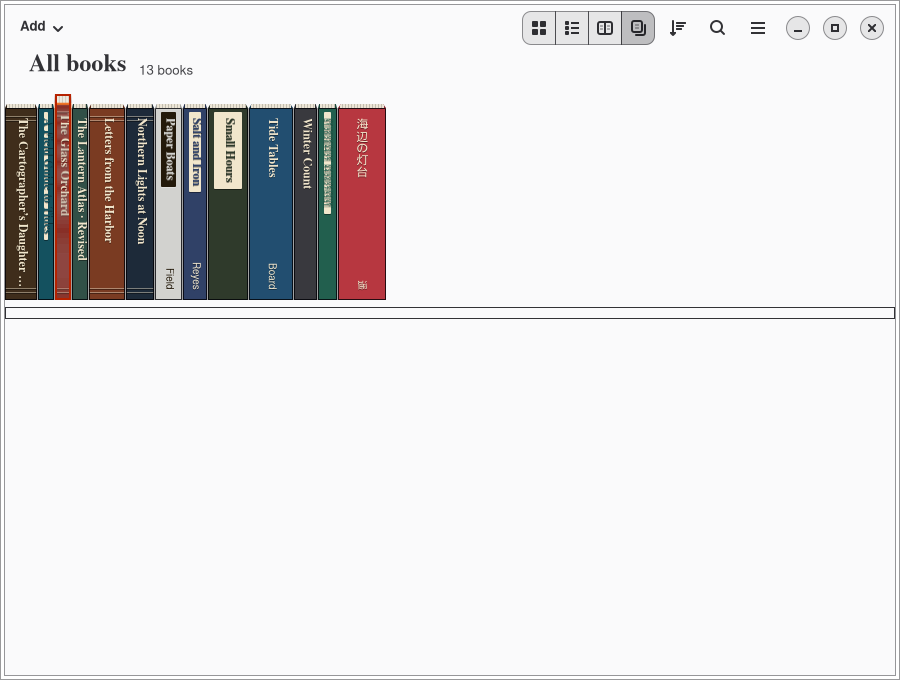 Add
All books 13 books
The Cartographer's Daughter …
The Glass Orchard
The Lantern Atlas · Revised
Letters from the Harbor
Northern Lights at Noon
Paper Boats
Field
Salt and Iron
Reyes
Small Hours
Tide Tables
Board
Winter Count
海辺の灯台